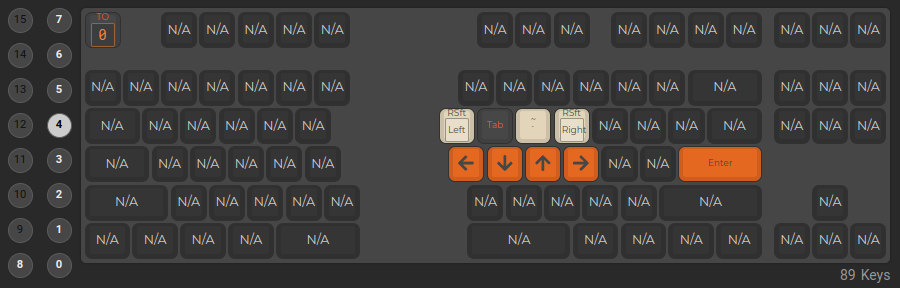 15 7
14 6
13 5
12 4
11 3
10 2
9 1
8 0
TO
0 N/A N/A N/A N/A N/A N/A N/A N/A N/A N/A N/A N/A N/A N/A N/A
N/A N/A N/A N/A N/A N/A N/A N/A N/A N/A N/A N/A N/A N/A N/A N/A N/A
RSft ~ RSft
N/A N/A N/A N/A N/A N/A Left Tab ` Right N/A N/A N/A N/A N/A N/A N/A
N/A N/A N/A N/A N/A N/A ← ↓ ↑ → N/A N/A Enter
N/A N/A N/A N/A N/A N/A N/A N/A N/A N/A N/A N/A N/A
N/A N/A N/A N/A N/A N/A N/A N/A N/A N/A N/A N/A N/A
89 Keys